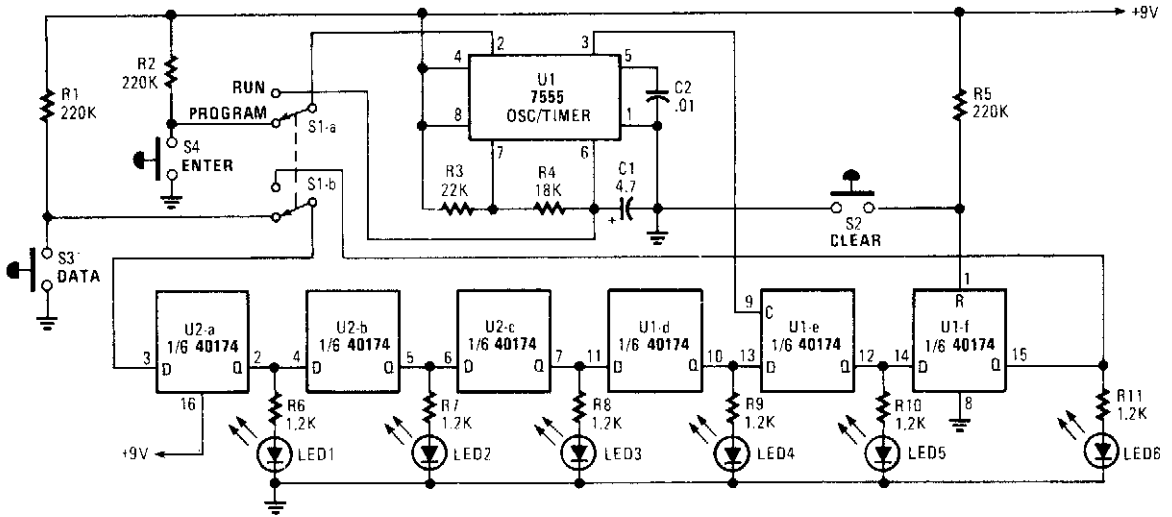 +9V
R2
220K
R1
220K
RUN
PROGRAM
S1-a
S4
ENTER
S1-b
S3
DATA
2
3
4
5
8
1
7
6
U1
7555
OSC/TIMER
C2
.01
R3
22K
R4
18K
C1
4.7
+
R5
220K
S2
CLEAR
U2-a
1/6 40174
3
D
2
16
+9V
U2-b
1/6 40174
4
D
Q
5
U2-c
1/6 40174
6
D
Q
7
U1-d
1/6 40174
11
D
Q
10
9
C
U1-e
1/6 40174
13
D
Q
12
1
R
U1-f
1/6 40174
14
D
Q
15
8
R6
1.2K
LED1
R7
1.2K
LED2
R8
1.2K
LED3
R9
1.2K
LED4
R10
1.2K
LED5
R11
1.2K
LED6